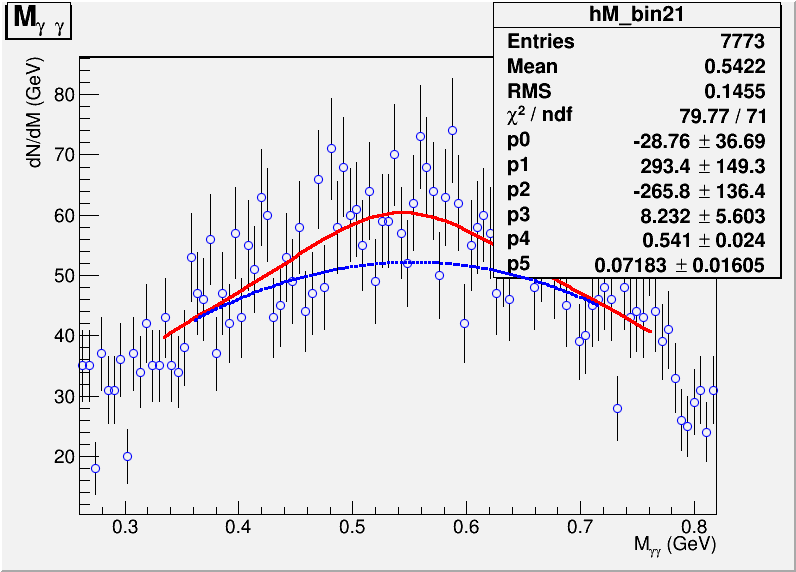 M γ γ
hM_bin21
Entries 7773
Mean 0.5422
RMS 0.1455
χ² / ndf 79.77 / 71
p0 -28.76 ± 36.69
p1 293.4 ± 149.3
p2 -265.8 ± 136.4
p3 8.232 ± 5.603
p4 0.541 ± 0.024
p5 0.07183 ± 0.01605
dN/dM (GeV)
80
70
60
50
40
30
20
0.3 0.4 0.5 0.6 0.7 0.8
Mγγ (GeV)